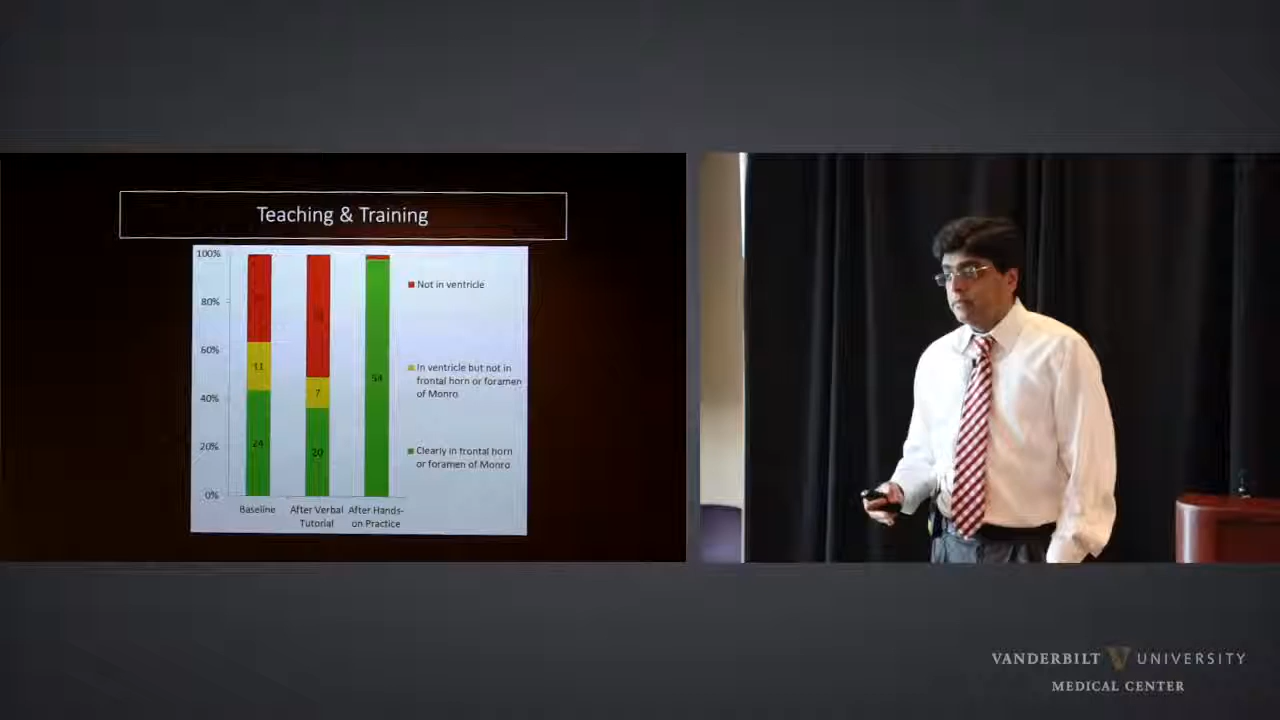 Teaching & Training
100%
80%
60%
40%
20%
0%
11
24
7
20
54
Baseline
After Verbal
Tutorial
After Hands-
on Practice
Not in ventricle
In ventricle but not in
frontal horn or foramen
of Monro
Clearly in frontal horn
or foramen of Monro
VANDERBILT UNIVERSITY
MEDICAL CENTER